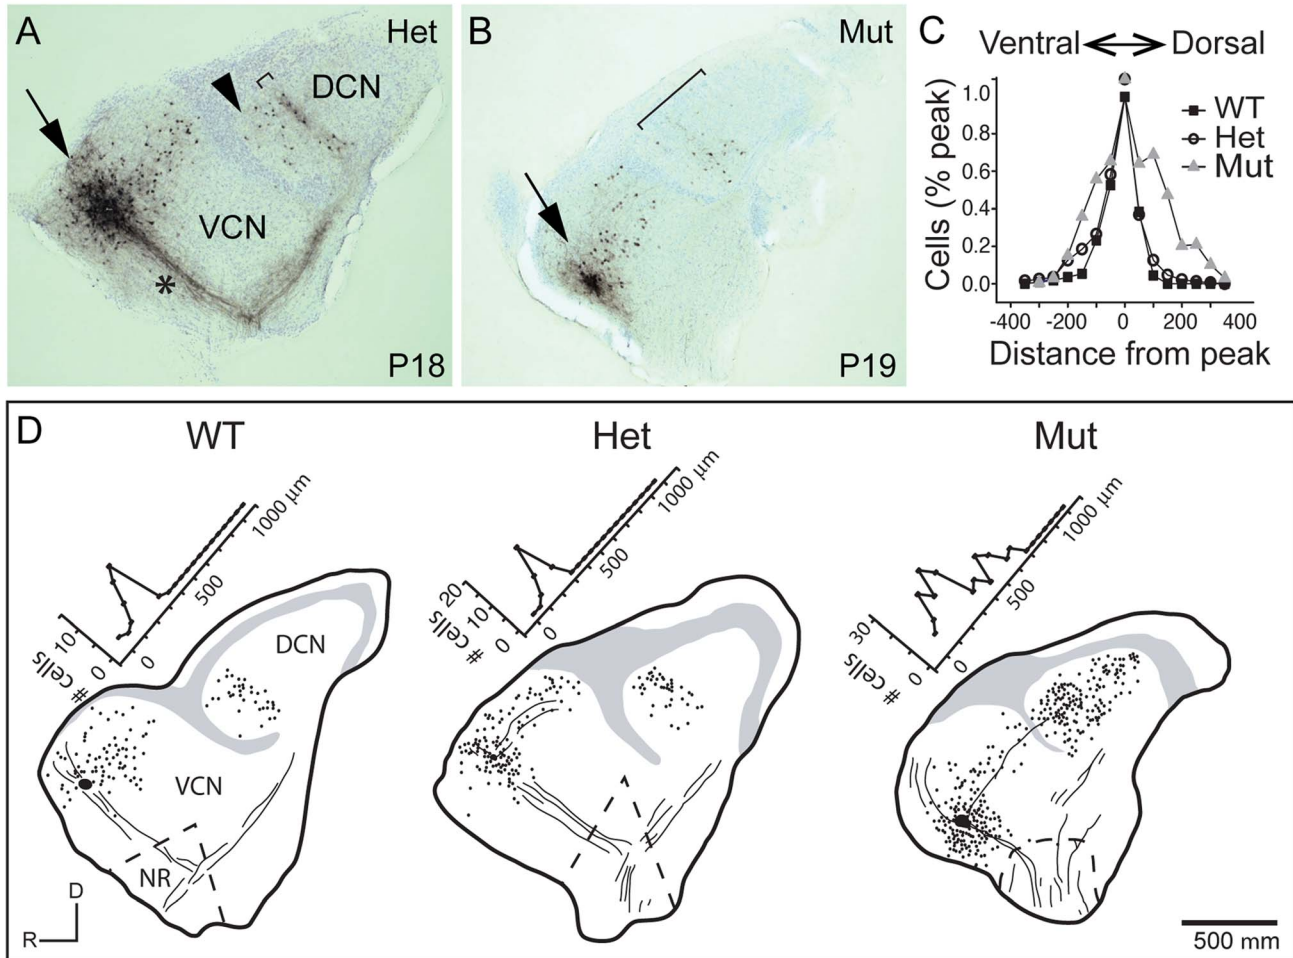 A
Het
DCN
VCN
*
P18
B
Mut
P19
C
Ventral Dorsal
1.0
0.8
0.6
0.4
0.2
0.0
Cells (% peak)
WT
Het
Mut
-400 -200 0 200 400
Distance from peak
D
WT
Het
Mut
1000 µm
500
0
10
0
# cells
DCN
VCN
NR
D
R
1000 µm
500
0
20
10
0
# cells
1000 µm
500
0
30
0
# cells
500 mm